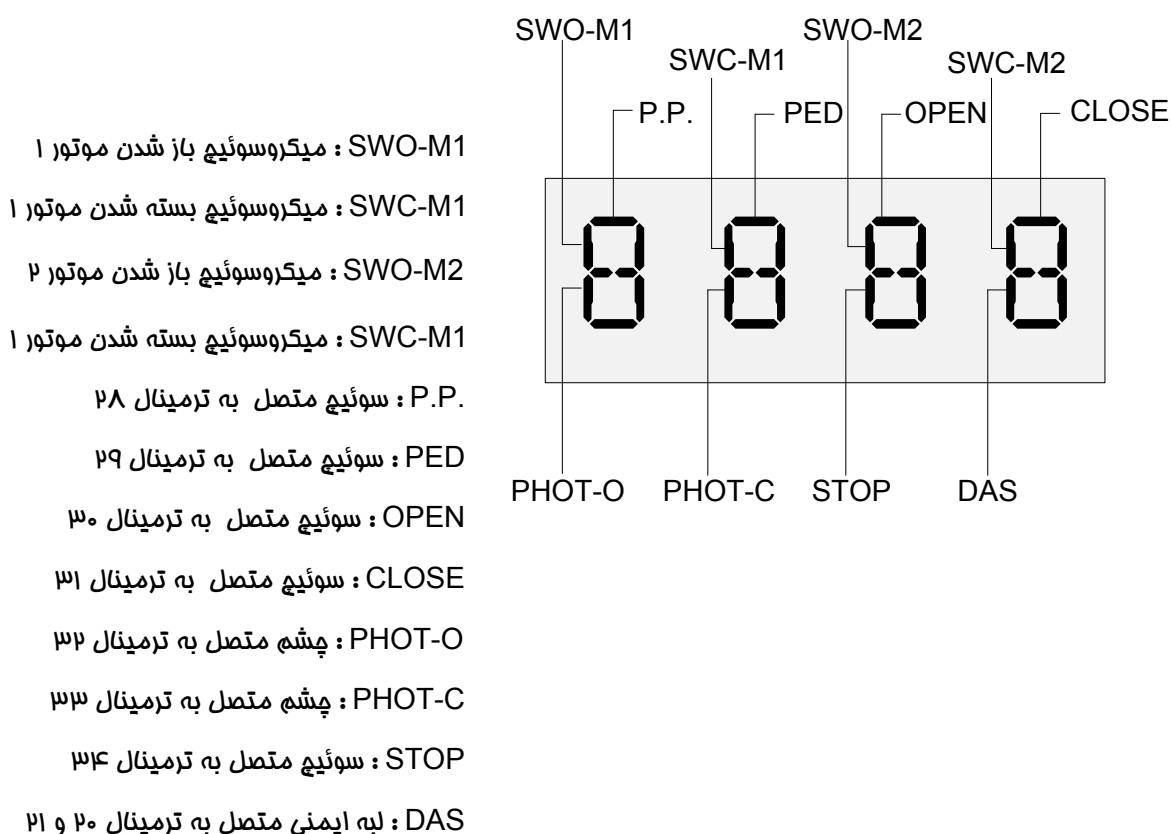 SWO-M1
SWO-M2
SWC-M1
SWC-M2
P.P.
PED
OPEN
CLOSE
SWO-M1 : میکروسوئیچ باز شدن موتور ۱
SWC-M1 : میکروسوئیچ بسته شدن موتور ۱
SWO-M2 : میکروسوئیچ باز شدن موتور ۲
SWC-M1 : میکروسوئیچ بسته شدن موتور ۱
P.P. : سوئیچ متصل به ترمینال ۲۸
PED : سوئیچ متصل به ترمینال ۲۹
OPEN : سوئیچ متصل به ترمینال ۳۰
CLOSE : سوئیچ متصل به ترمینال ۳۱
PHOT-O : چشم متصل به ترمینال ۳۲
PHOT-C : چشم متصل به ترمینال ۳۳
STOP : سوئیچ متصل به ترمینال ۳۴
DAS : لبه ایمنی متصل به ترمینال ۲۰ و ۲۱
8 8 8 8
PHOT-O
PHOT-C
STOP
DAS